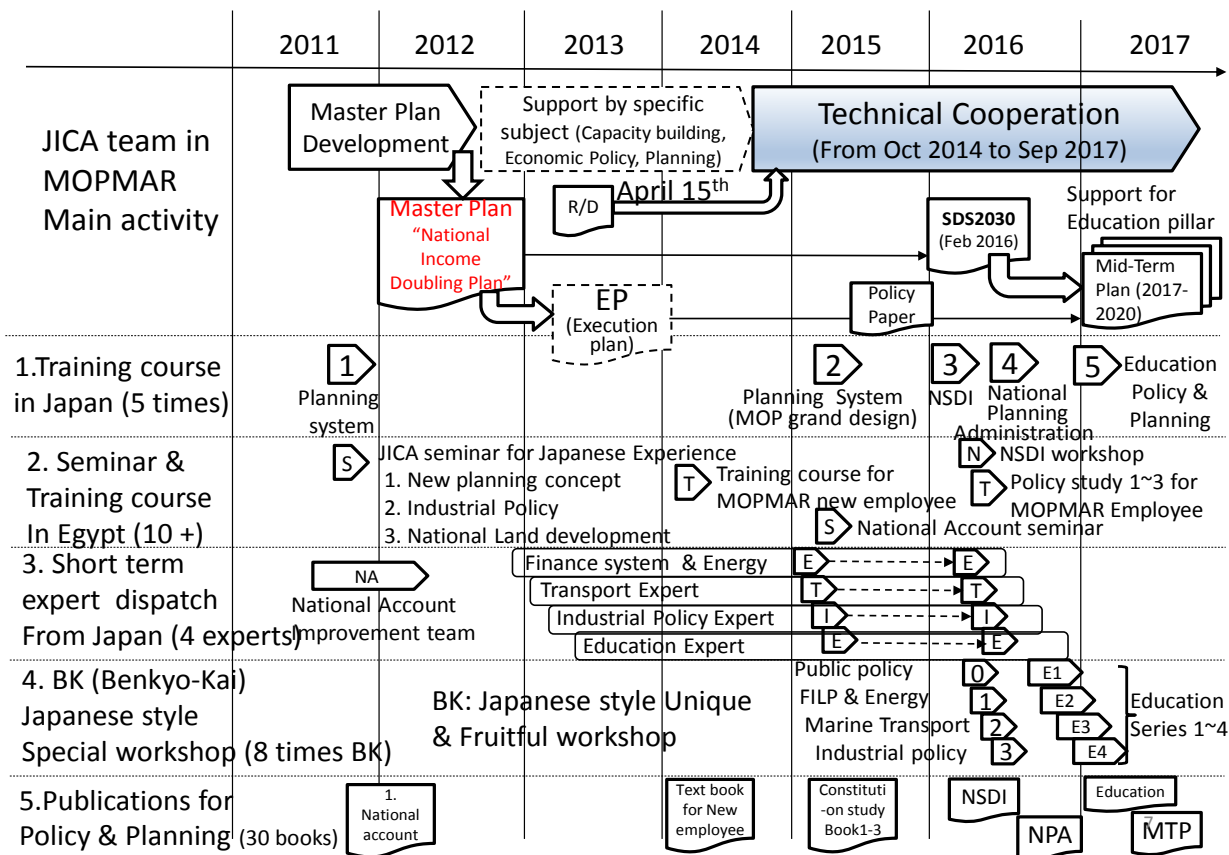 2011 2012 2013 2014 2015 2016 2017
JICA team in
MOPMAR
Main activity
Master Plan
Development
Support by specific
subject (Capacity building,
Economic Policy, Planning)
Technical Cooperation
(From Oct 2014 to Sep 2017)
R/D
April 15th
Master Plan
“National
Income
Doubling Plan”
SDS2030
(Feb 2016)
Support for
Education pillar
Mid-Term
Plan (2017-
2020)
EP
(Execution
plan)
Policy
Paper
1.Training course
in Japan (5 times)
1
Planning
system
2
Planning System
(MOP grand design)
3
NSDI
4
National
Planning
Administration
5
Education
Policy &
Planning
2. Seminar &
Training course
In Egypt (10 +)
S
JICA seminar for Japanese Experience
1. New planning concept
2. Industrial Policy
3. National Land development
T
Training course for
MOPMAR new employee
S
National Account seminar
N
NSDI workshop
T
Policy study 1~3 for
MOPMAR Employee
3. Short term
expert dispatch
From Japan (4 experts)
NA
National Account
Improvement team
Finance system & Energy E E
Transport Expert T T
Industrial Policy Expert I I
Education Expert E E
4. BK (Benkyo-Kai)
Japanese style
Special workshop (8 times BK)
BK: Japanese style Unique
& Fruitful workshop
Public policy 0 E1
FILP & Energy 1 E2
Marine Transport 2 E3
Industrial policy 3 E4
Education
Series 1~4
5.Publications for
Policy & Planning (30 books)
1.
National
account
Text book
for New
employee
Constituti
-on study
Book1-3
NSDI
NPA
Education
7
MTP